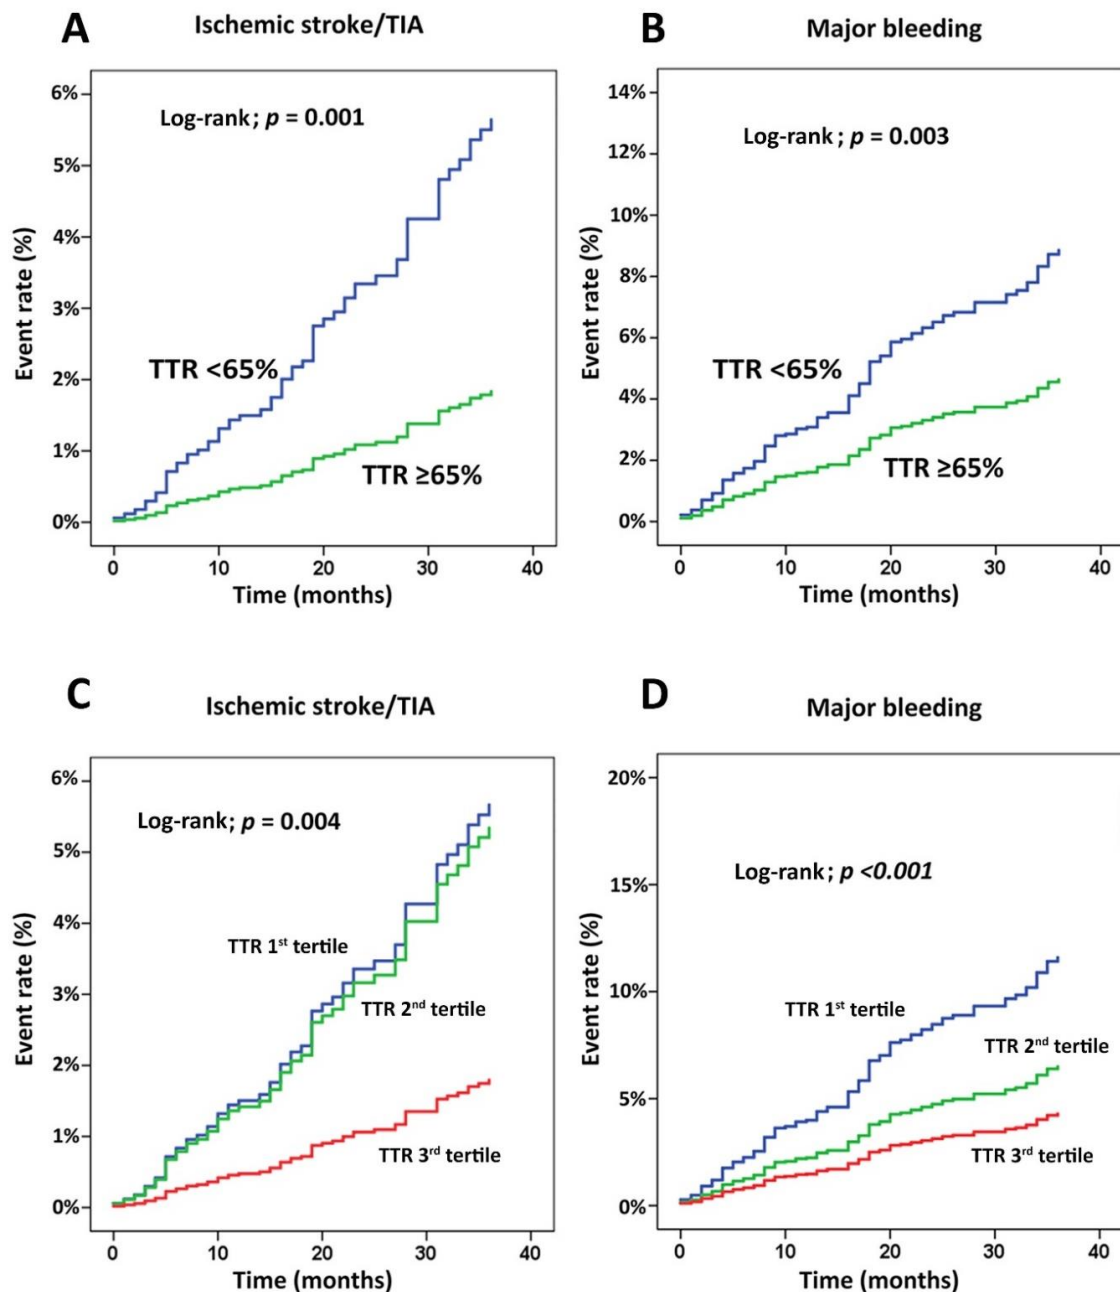 A
Ischemic stroke/TIA
Log-rank; p = 0.001
Event rate (%)
6%
5%
4%
3%
2%
1%
0%
TTR <65%
TTR ≥65%
0 10 20 30 40
Time (months)
B
Major bleeding
Log-rank; p = 0.003
Event rate (%)
14%
12%
10%
8%
6%
4%
2%
0%
TTR <65%
TTR ≥65%
0 10 20 30 40
Time (months)
C
Ischemic stroke/TIA
Log-rank; p = 0.004
Event rate (%)
6%
5%
4%
3%
2%
1%
0%
TTR 1st tertile
TTR 2nd tertile
TTR 3rd tertile
0 10 20 30 40
Time (months)
D
Major bleeding
Log-rank; p <0.001
Event rate (%)
20%
15%
10%
5%
0%
TTR 1st tertile
TTR 2nd tertile
TTR 3rd tertile
0 10 20 30 40
Time (months)